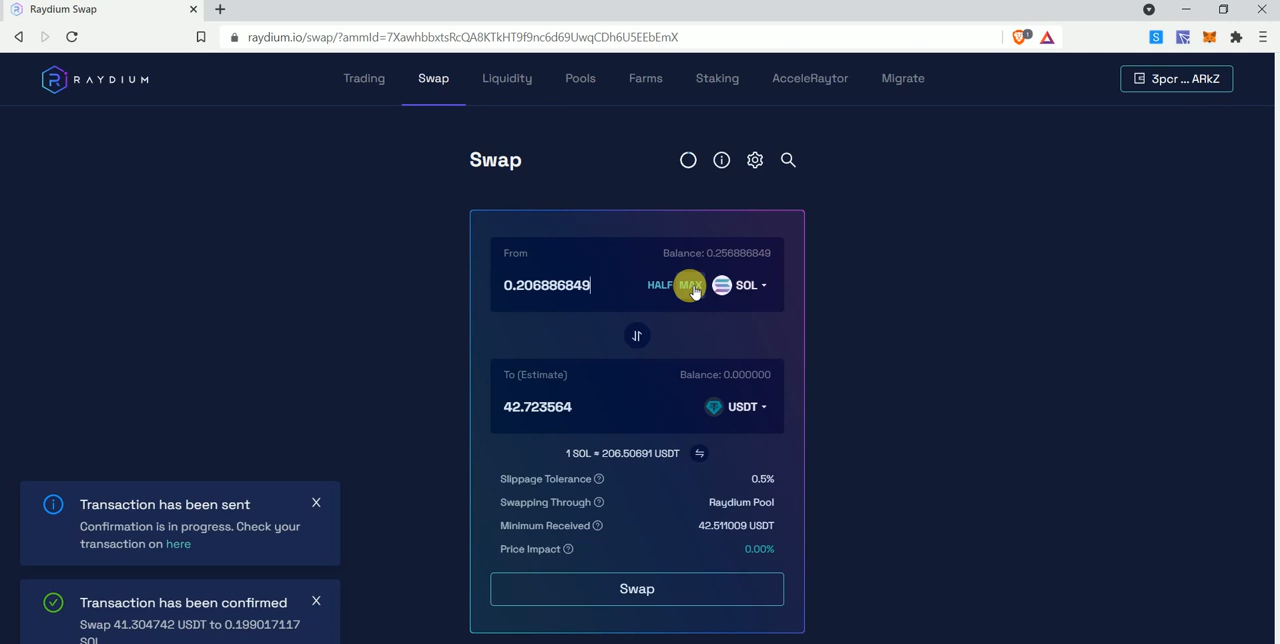 Raydium Swap
raydium.io/swap/?ammId=7XawhbbxtsRcQA8KTkHT9f9nc6d69UwqCDh6U5EEbEmX
1
S
RAYDIUM
Trading Swap Liquidity Pools Farms Staking AcceleRaytor Migrate
3pcr ... ARkZ
Swap
From Balance: 0.256886849
0.206886849 HALF MAX SOL
To (Estimate) Balance: 0.000000
42.723564 USDT
1 SOL ≈ 206.50691 USDT
Slippage Tolerance 0.5%
Swapping Through Raydium Pool
Minimum Received 42.511009 USDT
Price Impact 0.00%
Swap
Transaction has been sent
Confirmation is in progress. Check your
transaction on here
Transaction has been confirmed
Swap 41.304742 USDT to 0.199017117
SOL